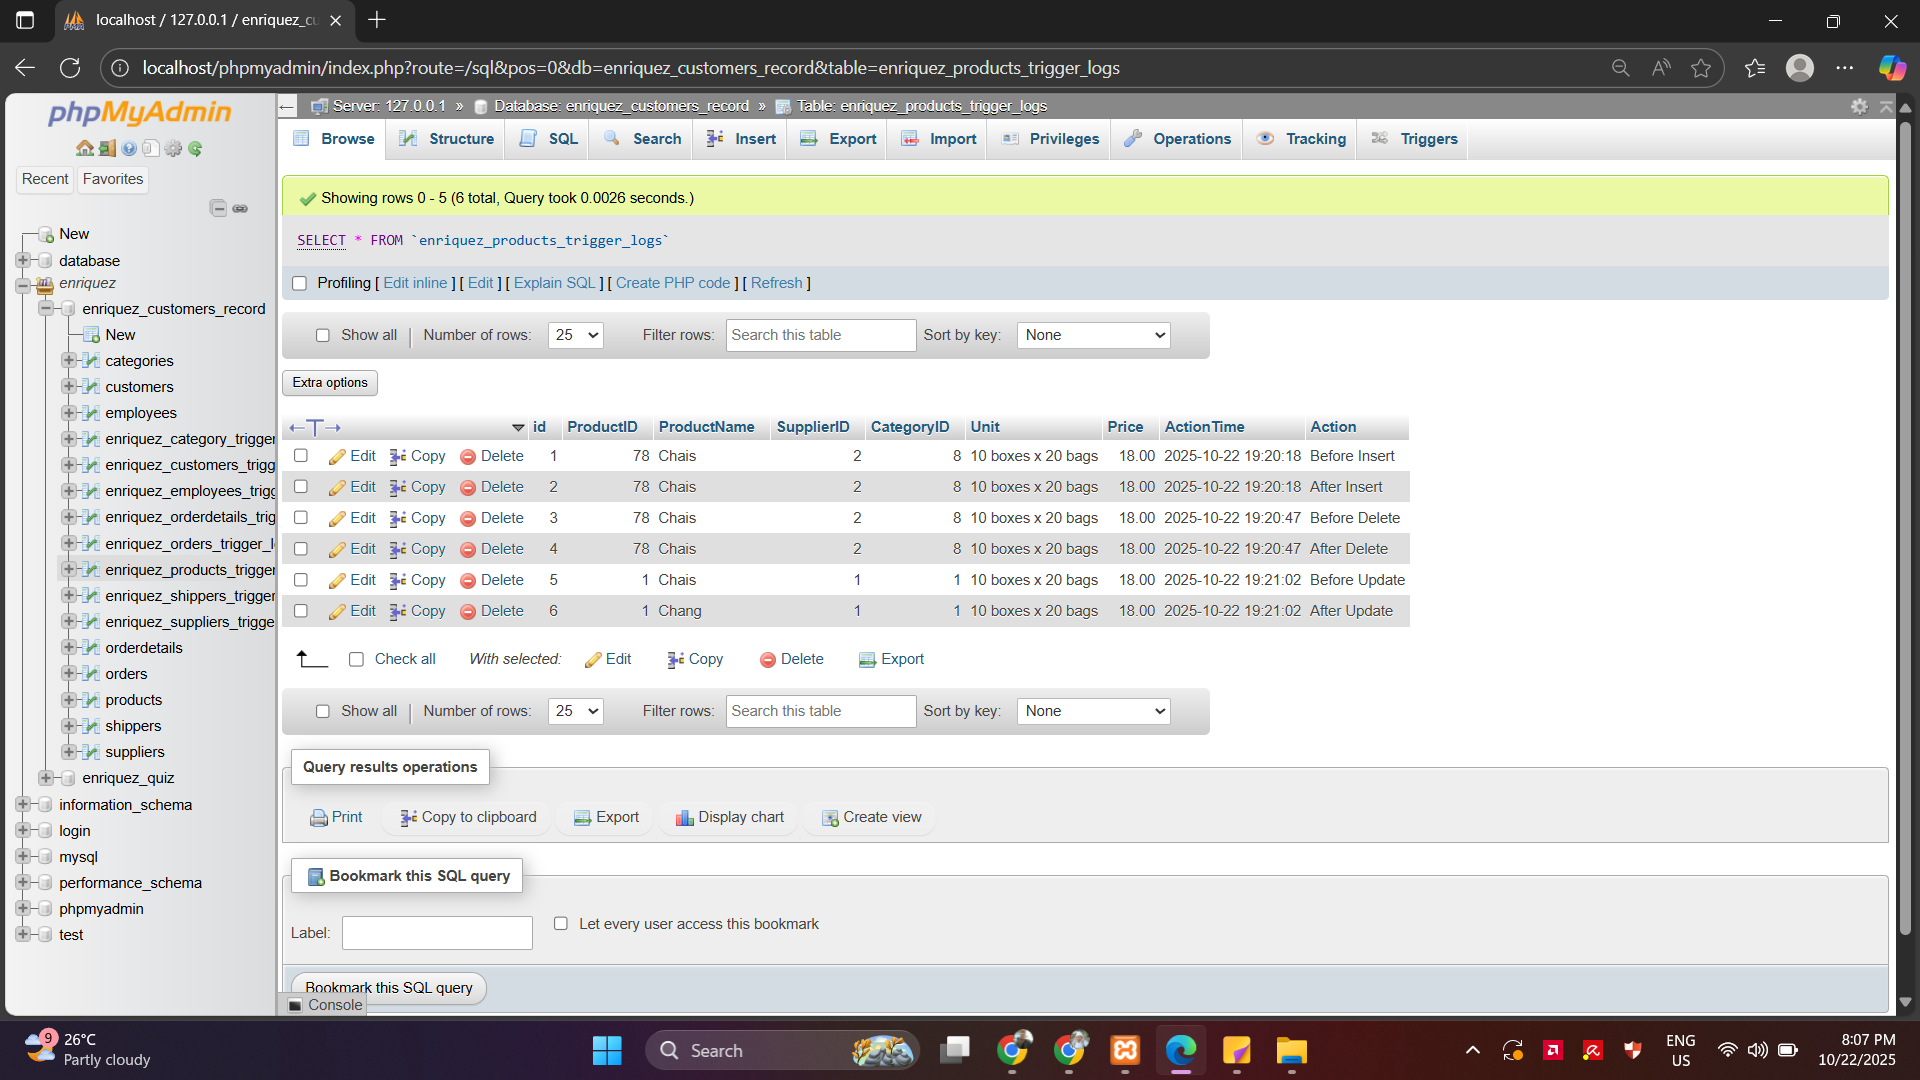 localhost / 127.0.0.1 / enriquez_cu
localhost/phpmyadmin/index.php?route=/sql&pos=0&db=enriquez_customers_record&table=enriquez_products_trigger_logs
phpMyAdmin
Recent Favorites
New
database
enriquez
enriquez_customers_record
New
categories
customers
employees
enriquez_category_trigger
enriquez_customers_trigg
enriquez_employees_trigg
enriquez_orderdetails_trig
enriquez_orders_trigger_l
enriquez_products_trigger
enriquez_shippers_trigger
enriquez_suppliers_trigge
orderdetails
orders
products
shippers
suppliers
enriquez_quiz
information_schema
login
mysql
performance_schema
phpmyadmin
test
Server: 127.0.0.1 » Database: enriquez_customers_record » Table: enriquez_products_trigger_logs
Browse Structure SQL Search Insert Export Import Privileges Operations Tracking Triggers
Showing rows 0 - 5 (6 total, Query took 0.0026 seconds.)
SELECT * FROM `enriquez_products_trigger_logs`
Profiling [ Edit inline ] [ Edit ] [ Explain SQL ] [ Create PHP code ] [ Refresh ]
Show all | Number of rows: 25 Filter rows: Search this table Sort by key: None
Extra options
←T→ id ProductID ProductName SupplierID CategoryID Unit Price ActionTime Action
Edit Copy Delete 1 78 Chais 2 8 10 boxes x 20 bags 18.00 2025-10-22 19:20:18 Before Insert
Edit Copy Delete 2 78 Chais 2 8 10 boxes x 20 bags 18.00 2025-10-22 19:20:18 After Insert
Edit Copy Delete 3 78 Chais 2 8 10 boxes x 20 bags 18.00 2025-10-22 19:20:47 Before Delete
Edit Copy Delete 4 78 Chais 2 8 10 boxes x 20 bags 18.00 2025-10-22 19:20:47 After Delete
Edit Copy Delete 5 1 Chais 1 1 10 boxes x 20 bags 18.00 2025-10-22 19:21:02 Before Update
Edit Copy Delete 6 1 Chang 1 1 10 boxes x 20 bags 18.00 2025-10-22 19:21:02 After Update
Check all With selected: Edit Copy Delete Export
Show all | Number of rows: 25 Filter rows: Search this table Sort by key: None
Query results operations
Print Copy to clipboard Export Display chart Create view
Bookmark this SQL query
Label: Let every user access this bookmark
Bookmark this SQL query
Console
9 26°C
Partly cloudy
Search
ENG
US
8:07 PM
10/22/2025